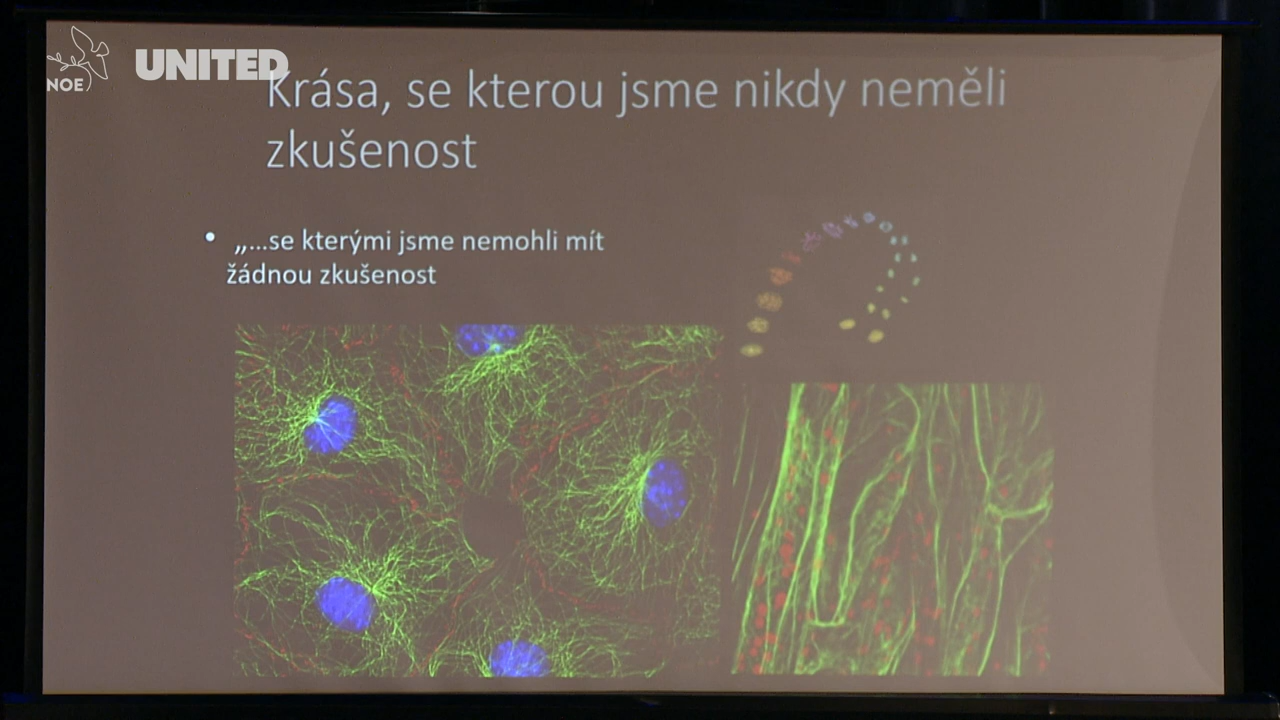 NOE
UNITED
Krása, se kterou jsme nikdy neměli
zkušenost
• „…se kterými jsme nemohli mít
žádnou zkušenost